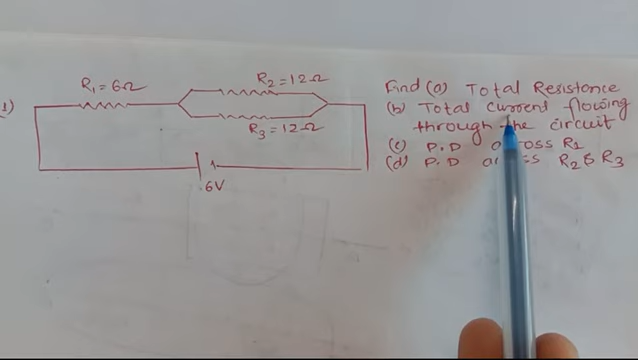 1)
R1 = 6Ω
R2 = 12Ω
R3 = 12Ω
6V
Find (a) Total Resistance
(b) Total current flowing
through the circuit
(c) P.D across R1
(d) P.D R2 & R3